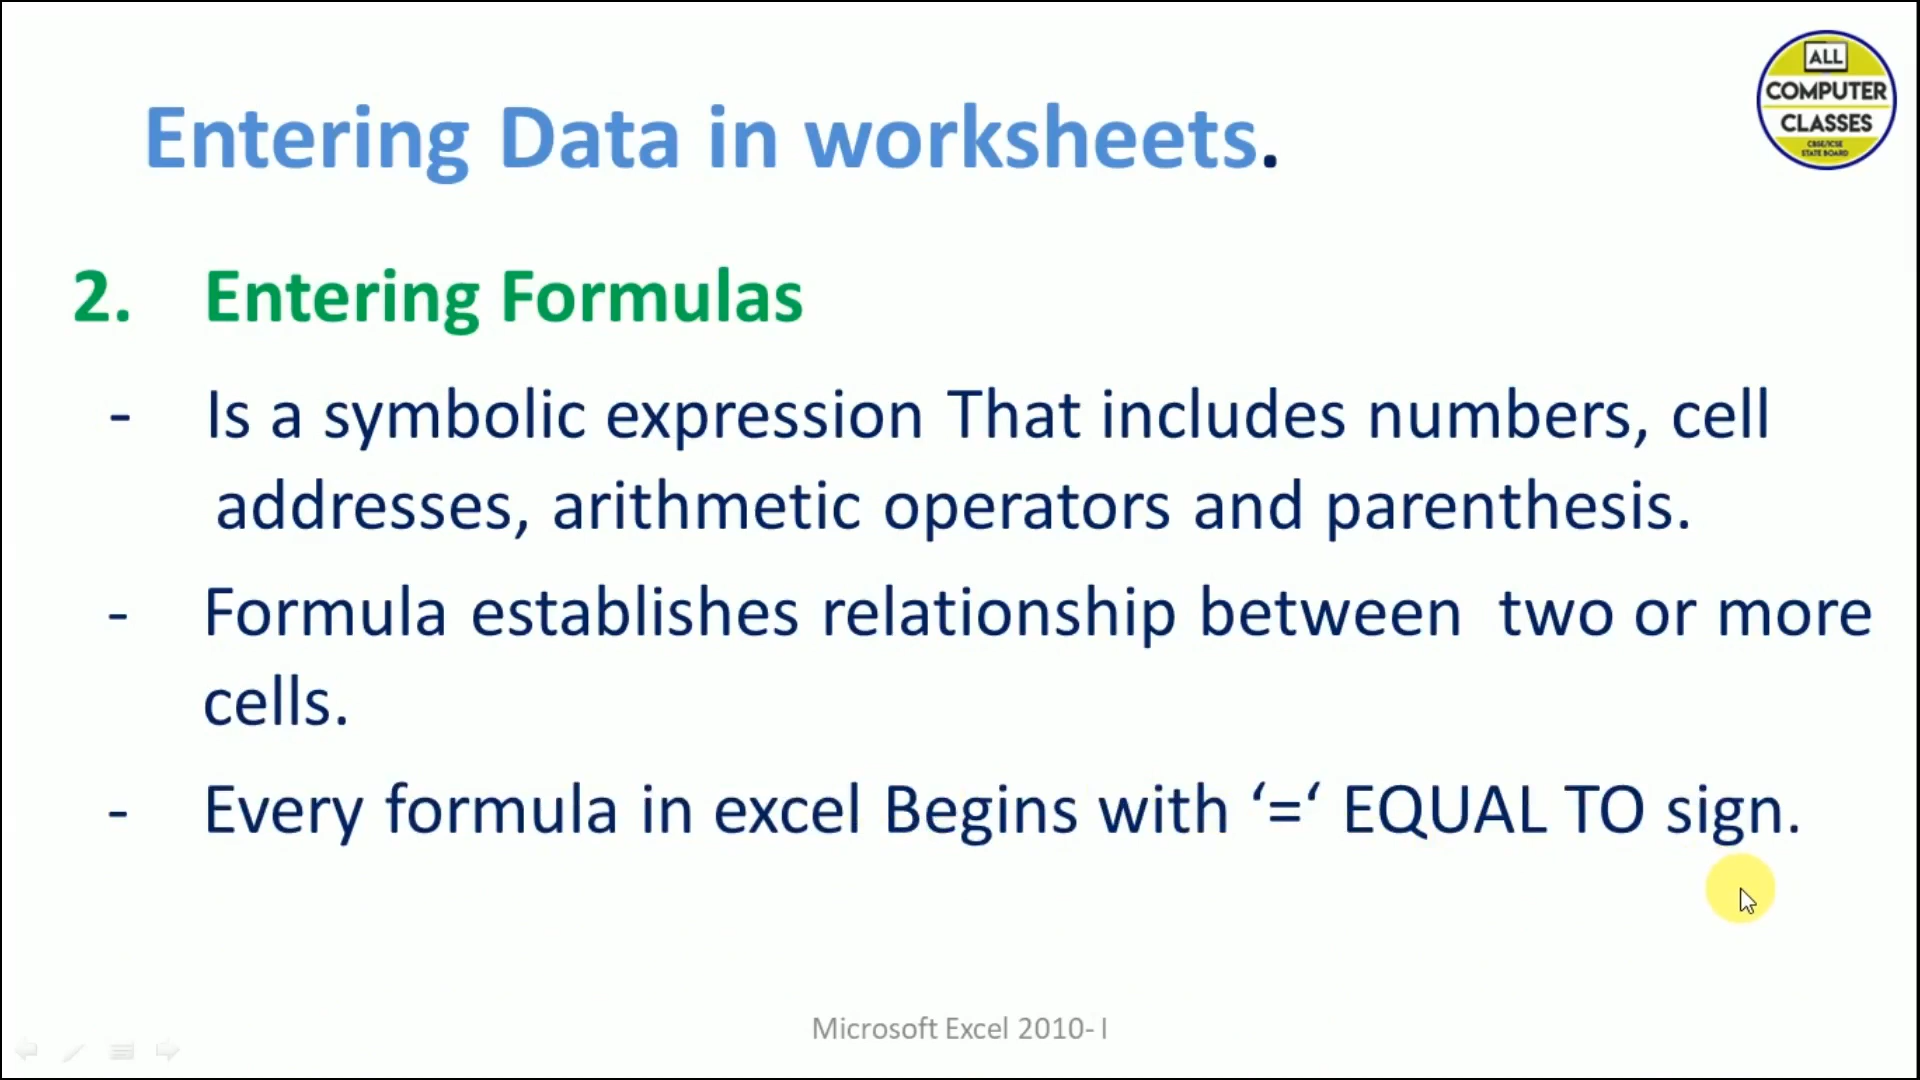 ALL
COMPUTER
CLASSES
CBSE/ICSE
STATE BOARD
Entering Data in worksheets.
2. Entering Formulas
- Is a symbolic expression That includes numbers, cell
addresses, arithmetic operators and parenthesis.
- Formula establishes relationship between two or more
cells.
- Every formula in excel Begins with ‘=‘ EQUAL TO sign.
Microsoft Excel 2010- I